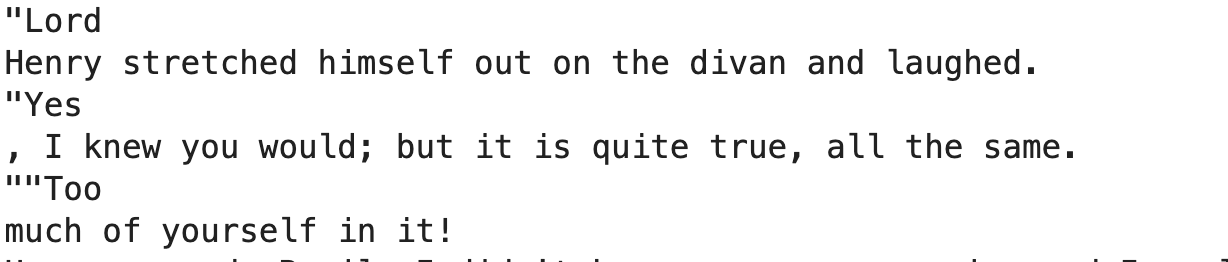 "Lord
Henry stretched himself out on the divan and laughed.
"Yes
, I knew you would; but it is quite true, all the same.
""Too
much of yourself in it!